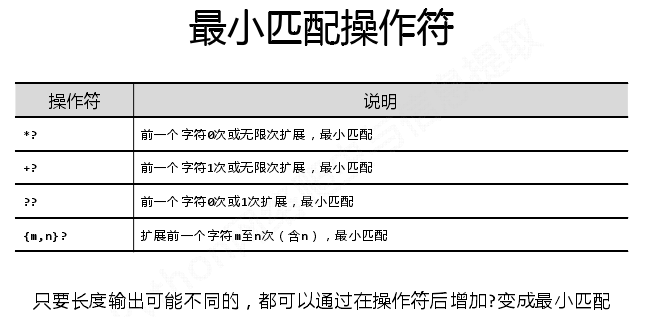 最小匹配操作符
操作符 说明
*? 前一个字符0次或无限次扩展，最小匹配
+? 前一个字符1次或无限次扩展，最小匹配
?? 前一个字符0次或1次扩展，最小匹配
{m,n}? 扩展前一个字符m至n次（含n），最小匹配
只要长度输出可能不同的，都可以通过在操作符后增加?变成最小匹配